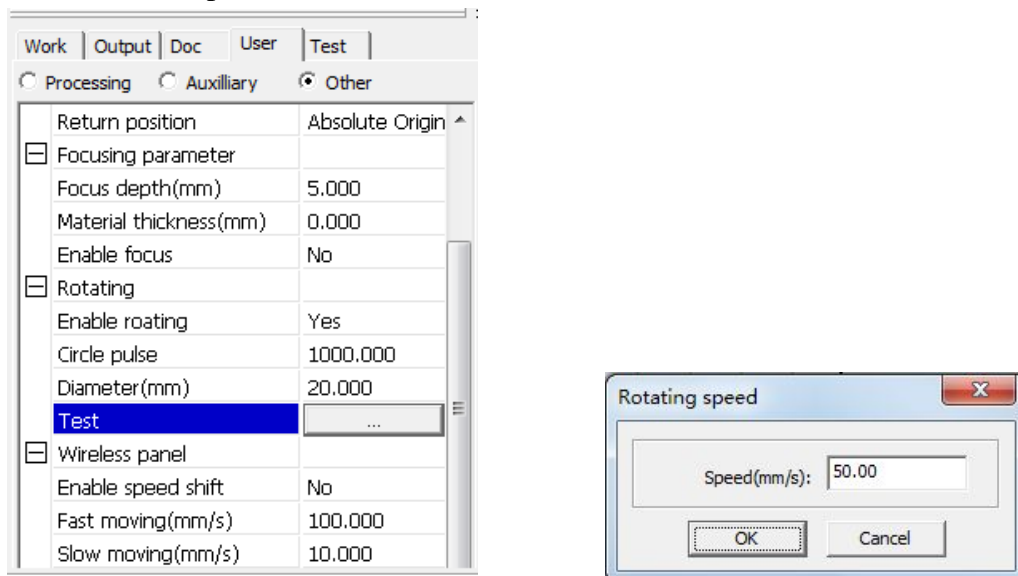 Work Output Doc User Test
Processing Auxilliary Other
Return position Absolute Origin
Focusing parameter
Focus depth(mm) 5.000
Material thickness(mm) 0.000
Enable focus No
Rotating
Enable roating Yes
Circle pulse 1000.000
Diameter(mm) 20.000
Test ...
Wireless panel
Enable speed shift No
Fast moving(mm/s) 100.000
Slow moving(mm/s) 10.000
Rotating speed
Speed(mm/s): 50.00
OK Cancel